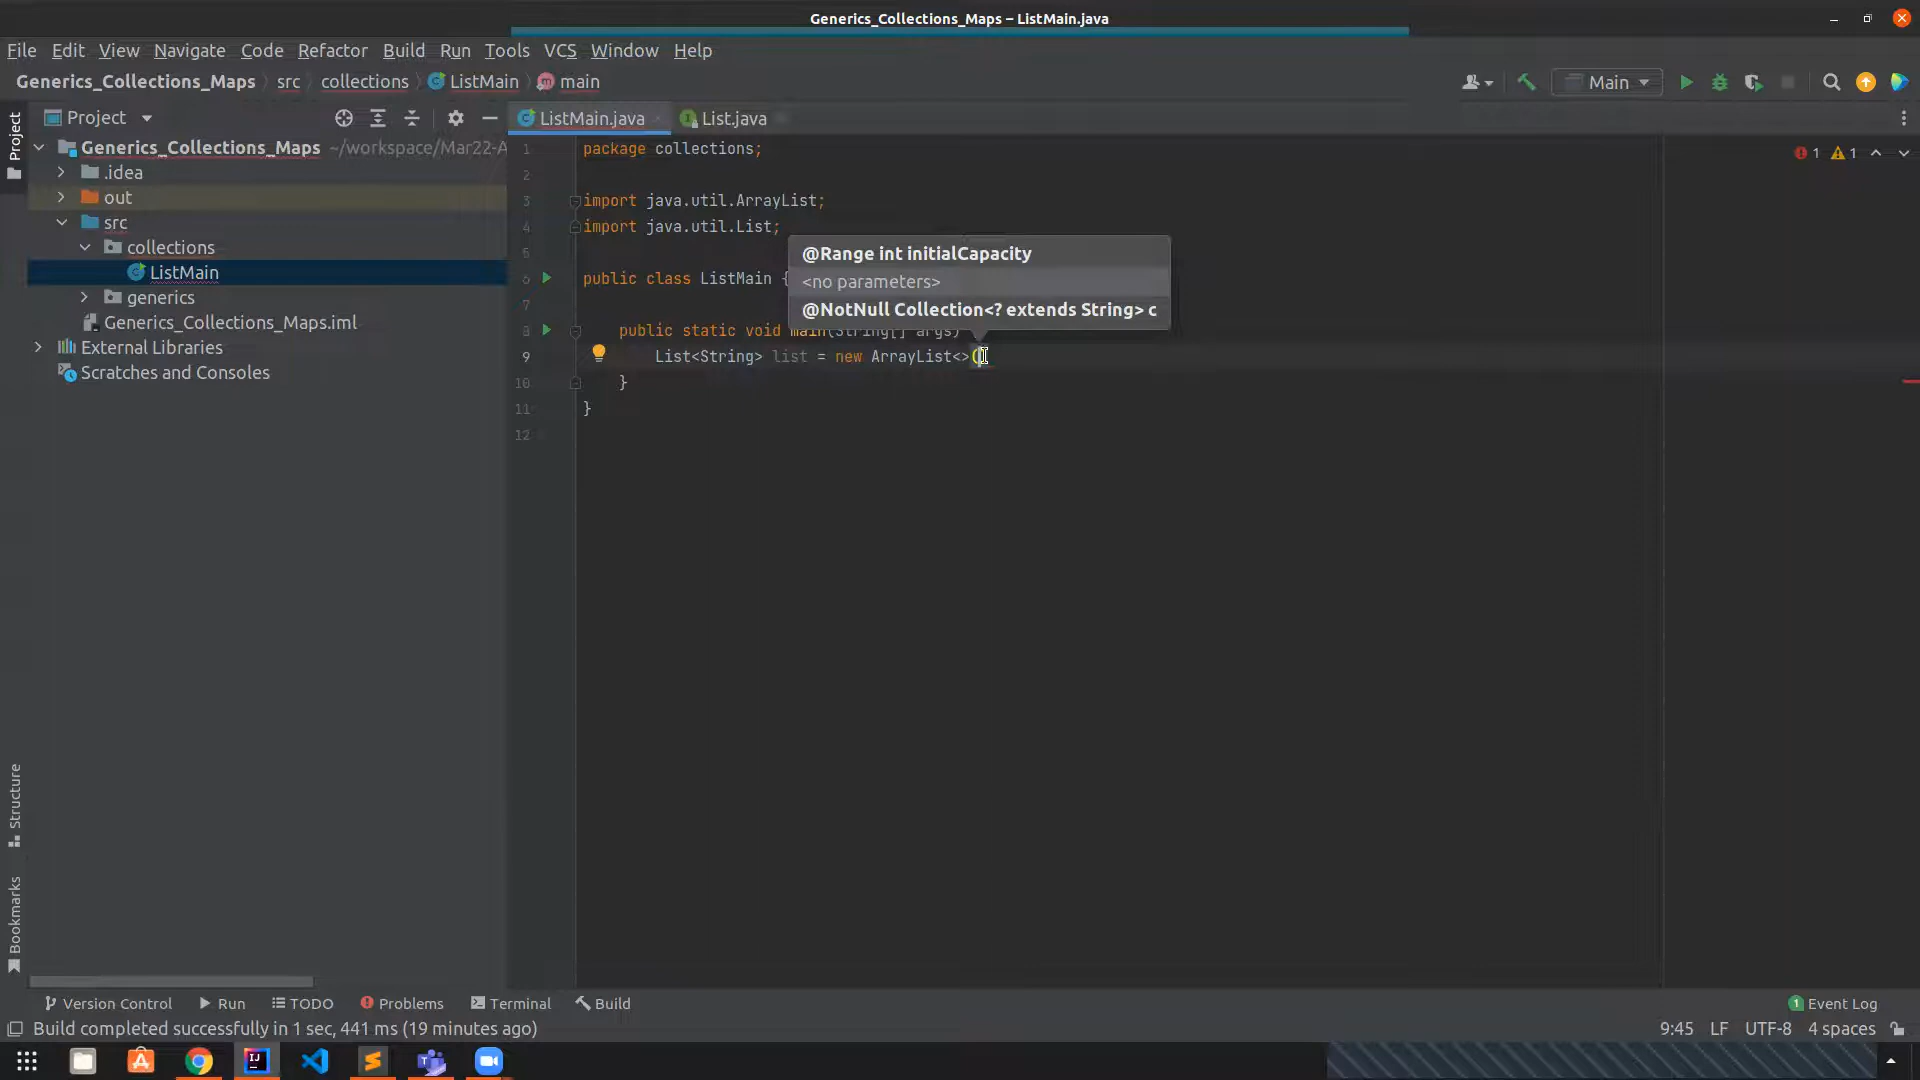 Generics_Collections_Maps – ListMain.java
File Edit View Navigate Code Refactor Build Run Tools VCS Window Help
Generics_Collections_Maps src collections ListMain main
Main
Project
Project
ListMain.java
List.java
Generics_Collections_Maps ~/workspace/Mar22-A
.idea
out
src
collections
ListMain
generics
Generics_Collections_Maps.iml
External Libraries
Scratches and Consoles
1 package collections;
2
3 import java.util.ArrayList;
4 import java.util.List;
5
6 public class ListMain {
7
8 public static void main(String[] args)
9 List<String> list = new ArrayList<>(
10 }
11 }
12
@Range int initialCapacity
<no parameters>
@NotNull Collection<? extends String> c
1 1
Structure
Bookmarks
Version Control Run TODO Problems Terminal Build
1 Event Log
Build completed successfully in 1 sec, 441 ms (19 minutes ago)
9:45 LF UTF-8 4 spaces